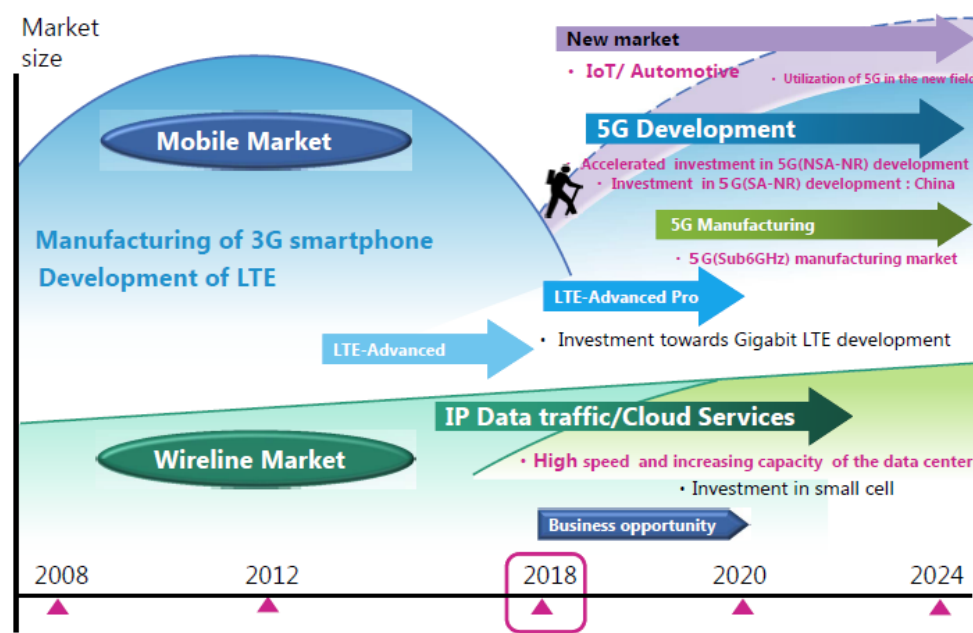 Market
size
New market
・ IoT/ Automotive
・ Utilization of 5G in the new field
Mobile Market
5G Development
・ Accelerated investment in 5G(NSA-NR) development
・ Investment in 5G(SA-NR) development : China
5G Manufacturing
・ 5G(Sub6GHz) manufacturing market
Manufacturing of 3G smartphone
Development of LTE
LTE-Advanced Pro
・ Investment towards Gigabit LTE development
LTE-Advanced
IP Data traffic/Cloud Services
Wireline Market
・ High speed and increasing capacity of the data center
・ Investment in small cell
Business opportunity
2008
2012
2018
2020
2024